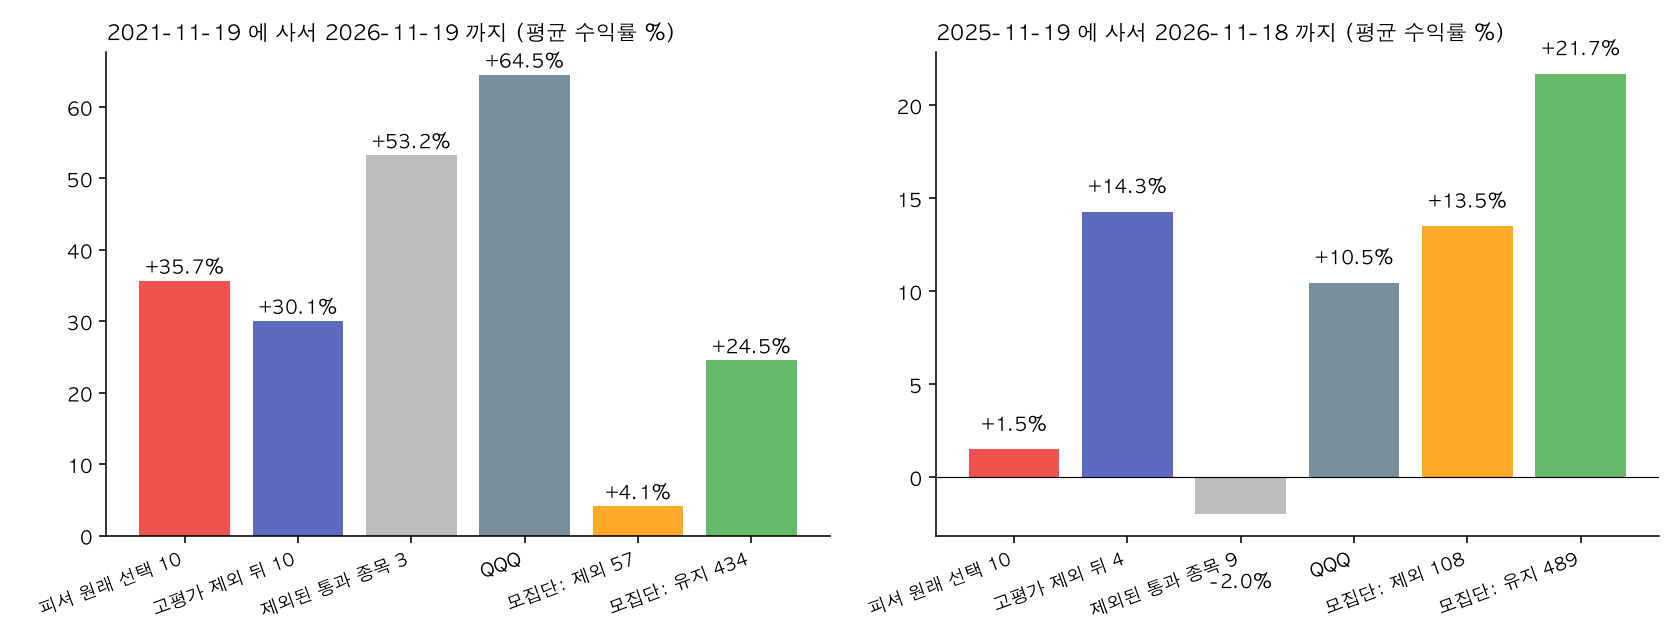 2021-11-19 에 사서 2026-11-19 까지 (평균 수익률 %)
60
50
40
30
20
10
0
+35.7%
+30.1%
+53.2%
+64.5%
+4.1%
+24.5%
피셔 원래 선택 10
고평가 제외 뒤 10
제외된 통과 종목 3
QQQ
모집단: 제외 57
모집단: 유지 434
2025-11-19 에 사서 2026-11-18 까지 (평균 수익률 %)
20
15
10
5
0
+1.5%
+14.3%
-2.0%
+10.5%
+13.5%
+21.7%
피셔 원래 선택 10
고평가 제외 뒤 4
제외된 통과 종목 9
QQQ
모집단: 제외 108
모집단: 유지 489